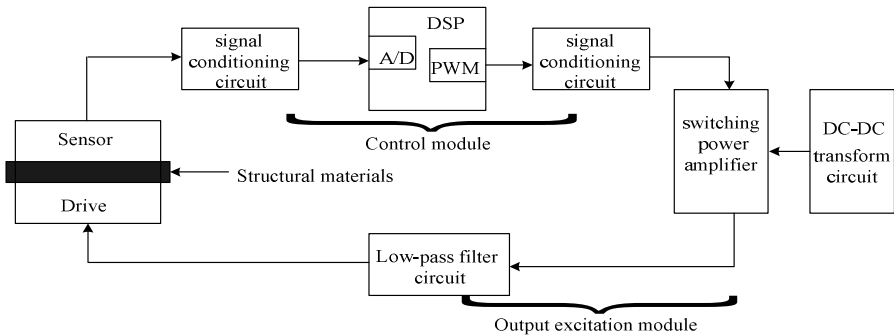 signal
conditioning
circuit
DSP
A/D
PWM
signal
conditioning
circuit
Control module
Sensor
Structural materials
Drive
switching
power
amplifier
DC-DC
transform
circuit
Low-pass filter
circuit
Output excitation module